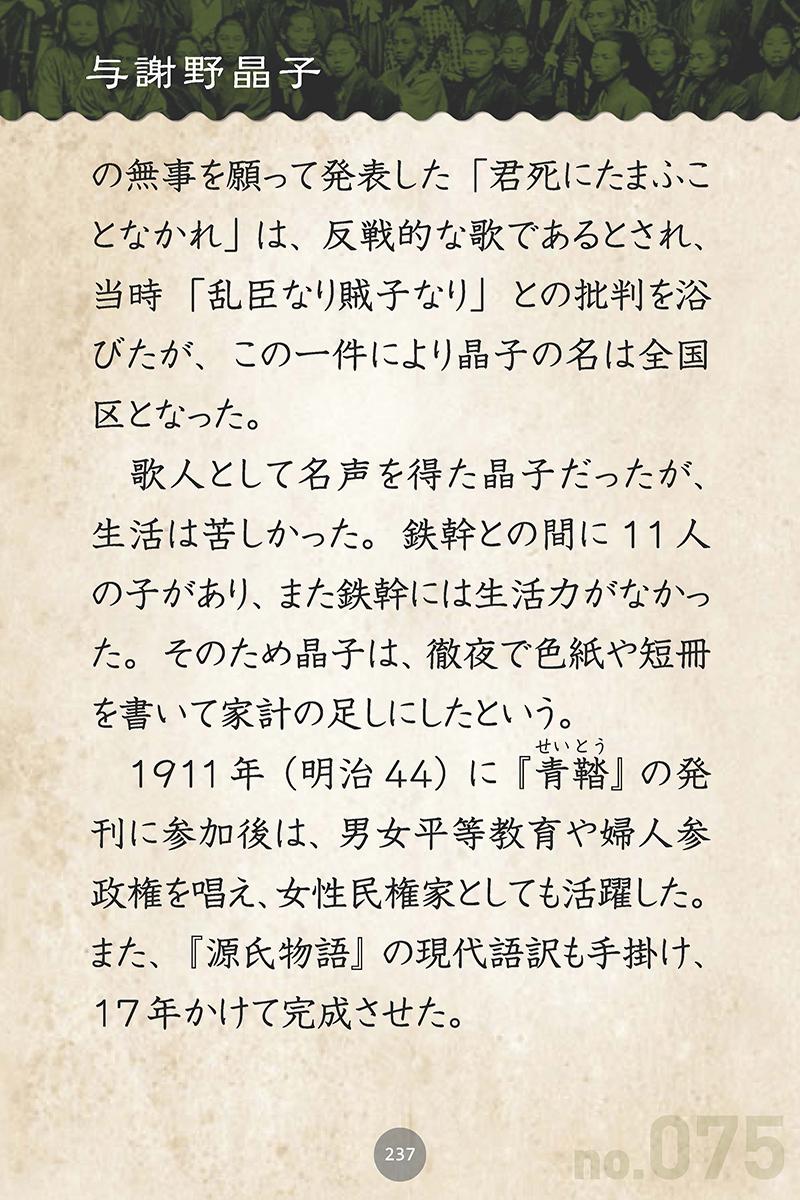 与謝野晶子
の無事を願って発表した「君死にたまふこ
となかれ」は、反戦的な歌であるとされ、
当時「乱臣なり賊子なり」との批判を浴
びたが、この一件により晶子の名は全国
区となった。
歌人として名声を得た晶子だったが、
生活は苦しかった。鉄幹との間に11人
の子があり、また鉄幹には生活力がなかっ
た。そのため晶子は、徹夜で色紙や短冊
を書いて家計の足しにしたという。
せいとう
1911年（明治44）に『青鞜』の発
刊に参加後は、男女平等教育や婦人参
政権を唱え、女性民権家としても活躍した。
また、『源氏物語』の現代語訳も手掛け、
17年かけて完成させた。
237
no.075